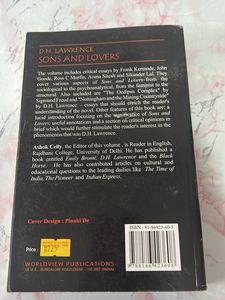 D.H. LAWRENCE
SONS AND LOVERS
The volume includes critical essays by Frank Kermode, John
Goode, Ross C Murfin, Aruna Sitesh and Sikander Lal. They
cover various aspects of Sons and Lovers—from the
sociological to the psychoanalytical, from the feminist to the
structural. Also included are "The Oedipus Complex" by
Sigmund Freud and "Nottingham and the Mining Countryside"
by D.H. Lawrence - essays that should enrich the reader's
understanding of the novel. Other features of this book are: a
lucid introduction focusing on the significance of Sons and
Lovers, useful annotations and a section on critical opinions in
brief which would further stimulate the reader's interest in the
phenomenon that was D.H. Lawrence.
Ashok Celly, the Editor of this volume, is Reader in English,
Rajdhani College, University of Delhi. He has published a
book entitled Emily Bronte, D.H. Lawrence and the Black
Horse. He has also contributed articles on cultural and
educational questions to the leading dailies like The Time of
India, The Pioneer and Indian Express.
Cover Design : Pinaki De
Price :
ISBN : 81-86423-60-3
9 788186 423608
WORLDVIEW PUBLICATIONS